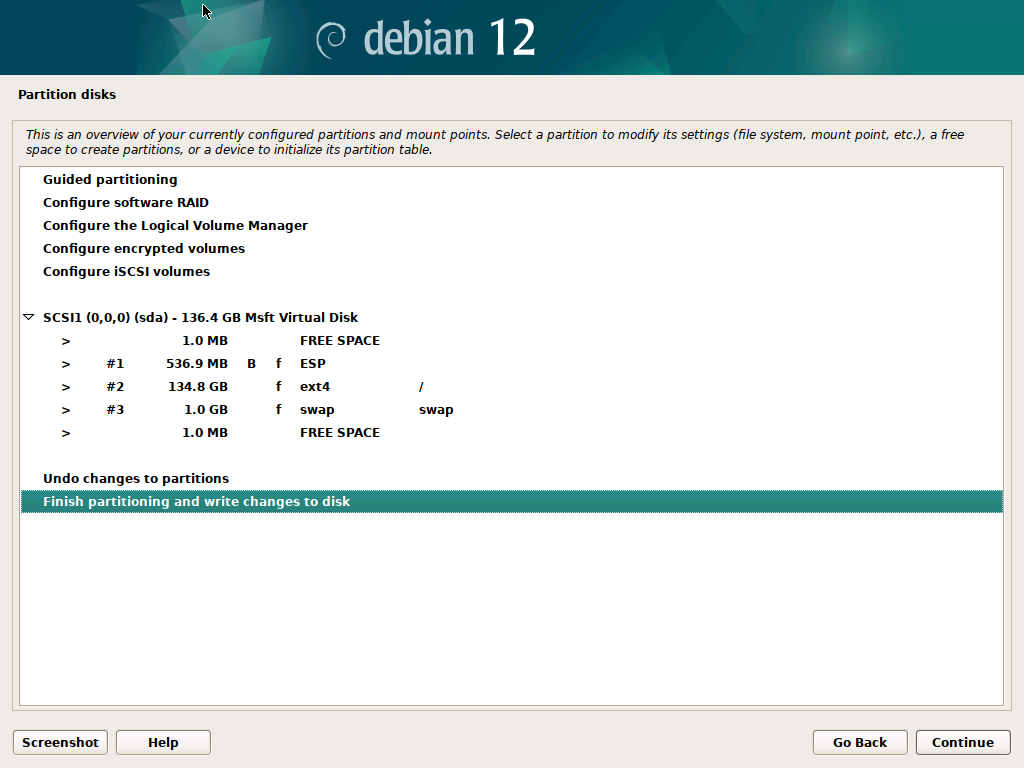 debian 12
Partition disks
This is an overview of your currently configured partitions and mount points. Select a partition to modify its settings (file system, mount point, etc.), a free
space to create partitions, or a device to initialize its partition table.
Guided partitioning
Configure software RAID
Configure the Logical Volume Manager
Configure encrypted volumes
Configure iSCSI volumes
SCSI1 (0,0,0) (sda) - 136.4 GB Msft Virtual Disk
> 1.0 MB FREE SPACE
> #1 536.9 MB B f ESP
> #2 134.8 GB f ext4 /
> #3 1.0 GB f swap swap
> 1.0 MB FREE SPACE
Undo changes to partitions
Finish partitioning and write changes to disk
Screenshot Help Go Back Continue